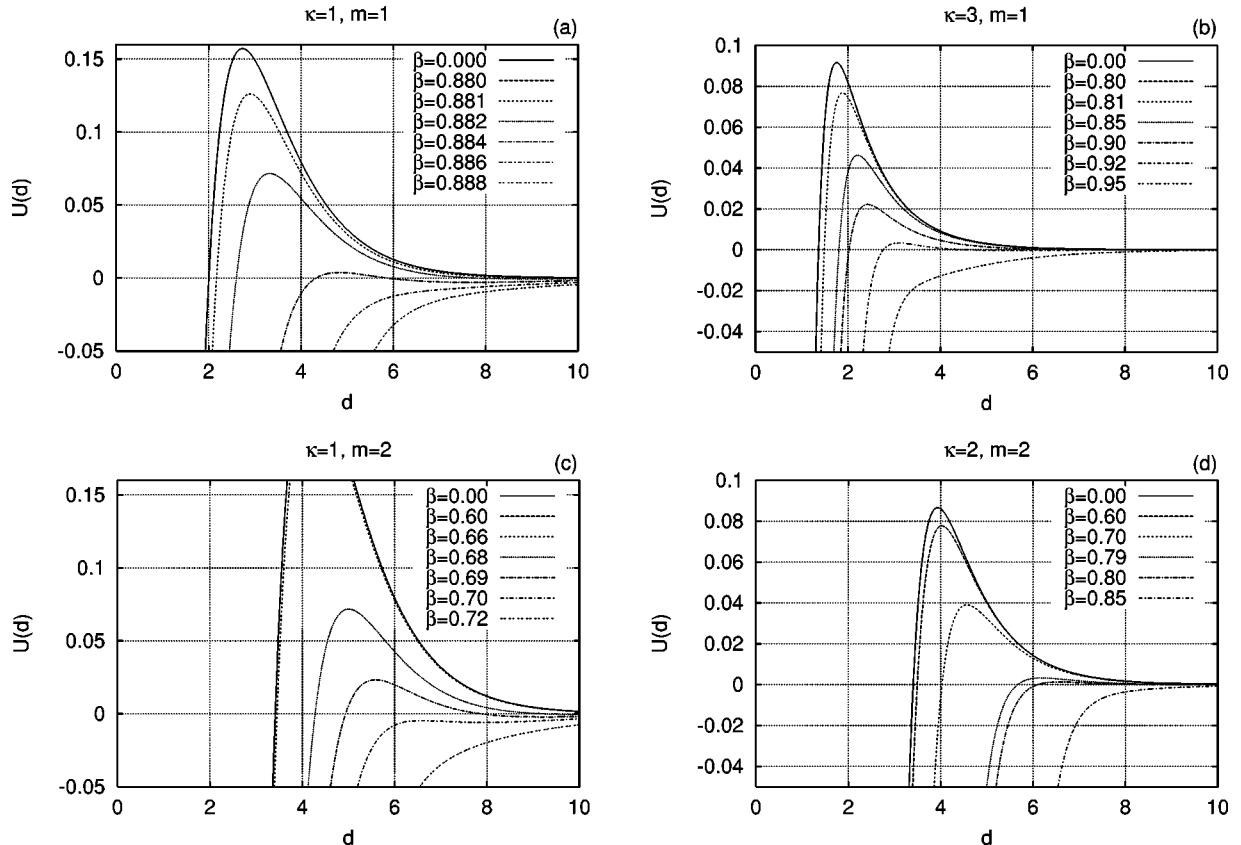 κ=1, m=1
(a)
β=0.000
β=0.880
β=0.881
β=0.882
β=0.884
β=0.886
β=0.888
0.15
0.1
0.05
0
-0.05
U(d)
0 2 4 6 8 10
d
κ=3, m=1
(b)
β=0.00
β=0.80
β=0.81
β=0.85
β=0.90
β=0.92
β=0.95
0.1
0.08
0.06
0.04
0.02
0
-0.02
-0.04
U(d)
0 2 4 6 8 10
d
κ=1, m=2
(c)
β=0.00
β=0.60
β=0.66
β=0.68
β=0.69
β=0.70
β=0.72
0.15
0.1
0.05
0
-0.05
U(d)
0 2 4 6 8 10
d
κ=2, m=2
(d)
β=0.00
β=0.60
β=0.70
β=0.79
β=0.80
β=0.85
0.1
0.08
0.06
0.04
0.02
0
-0.02
-0.04
U(d)
0 2 4 6 8 10
d